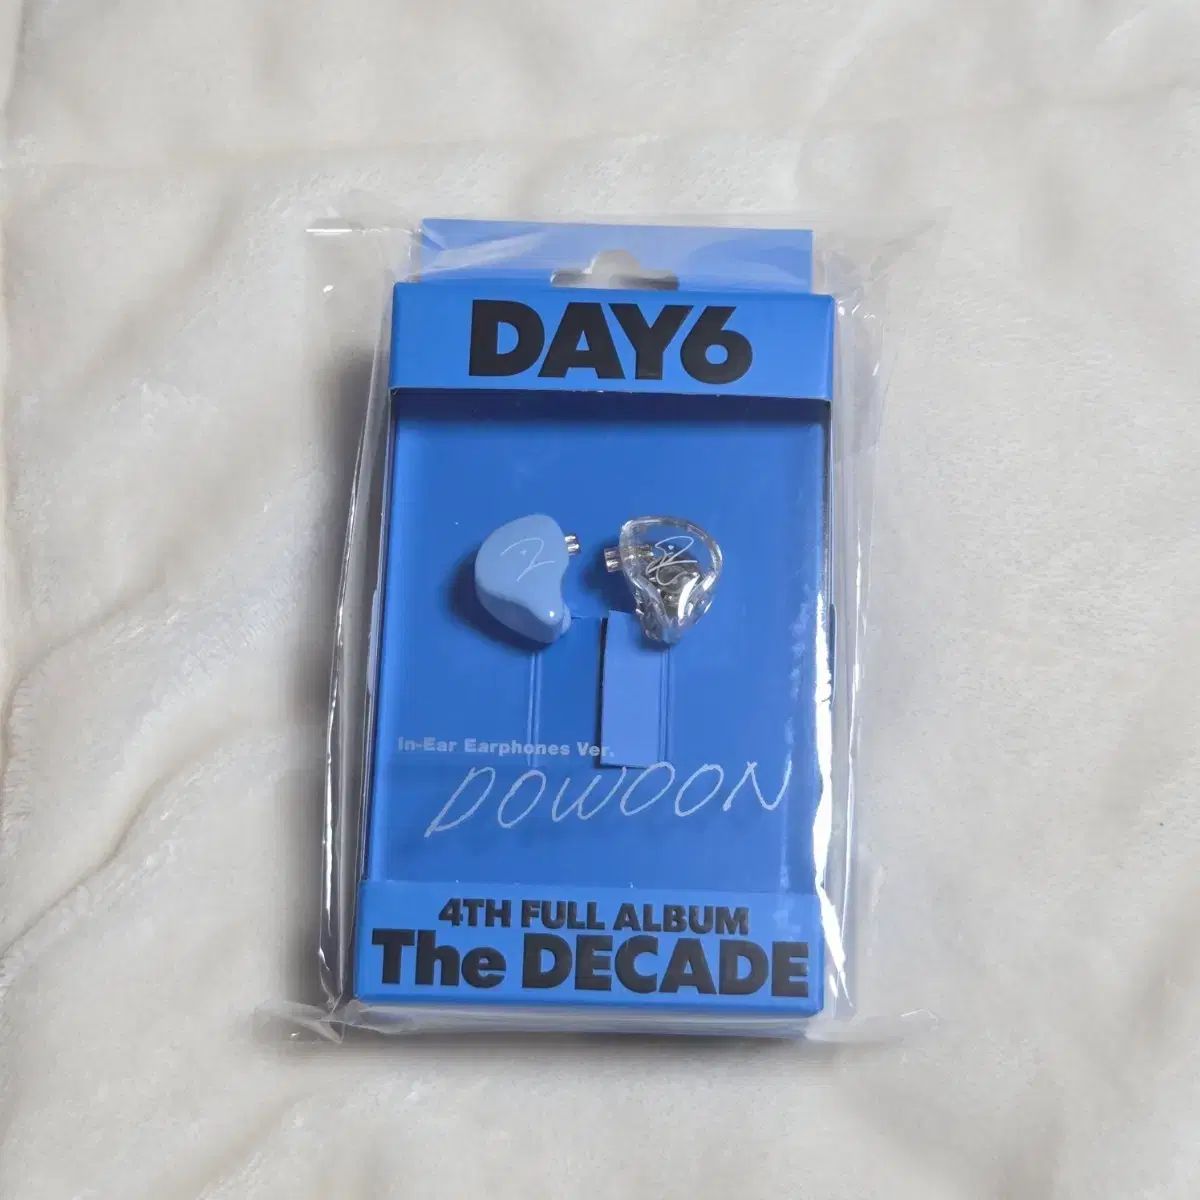 DAY6
In-Ear Earphones Ver.
DOWOON
4TH FULL ALBUM
The DECADE